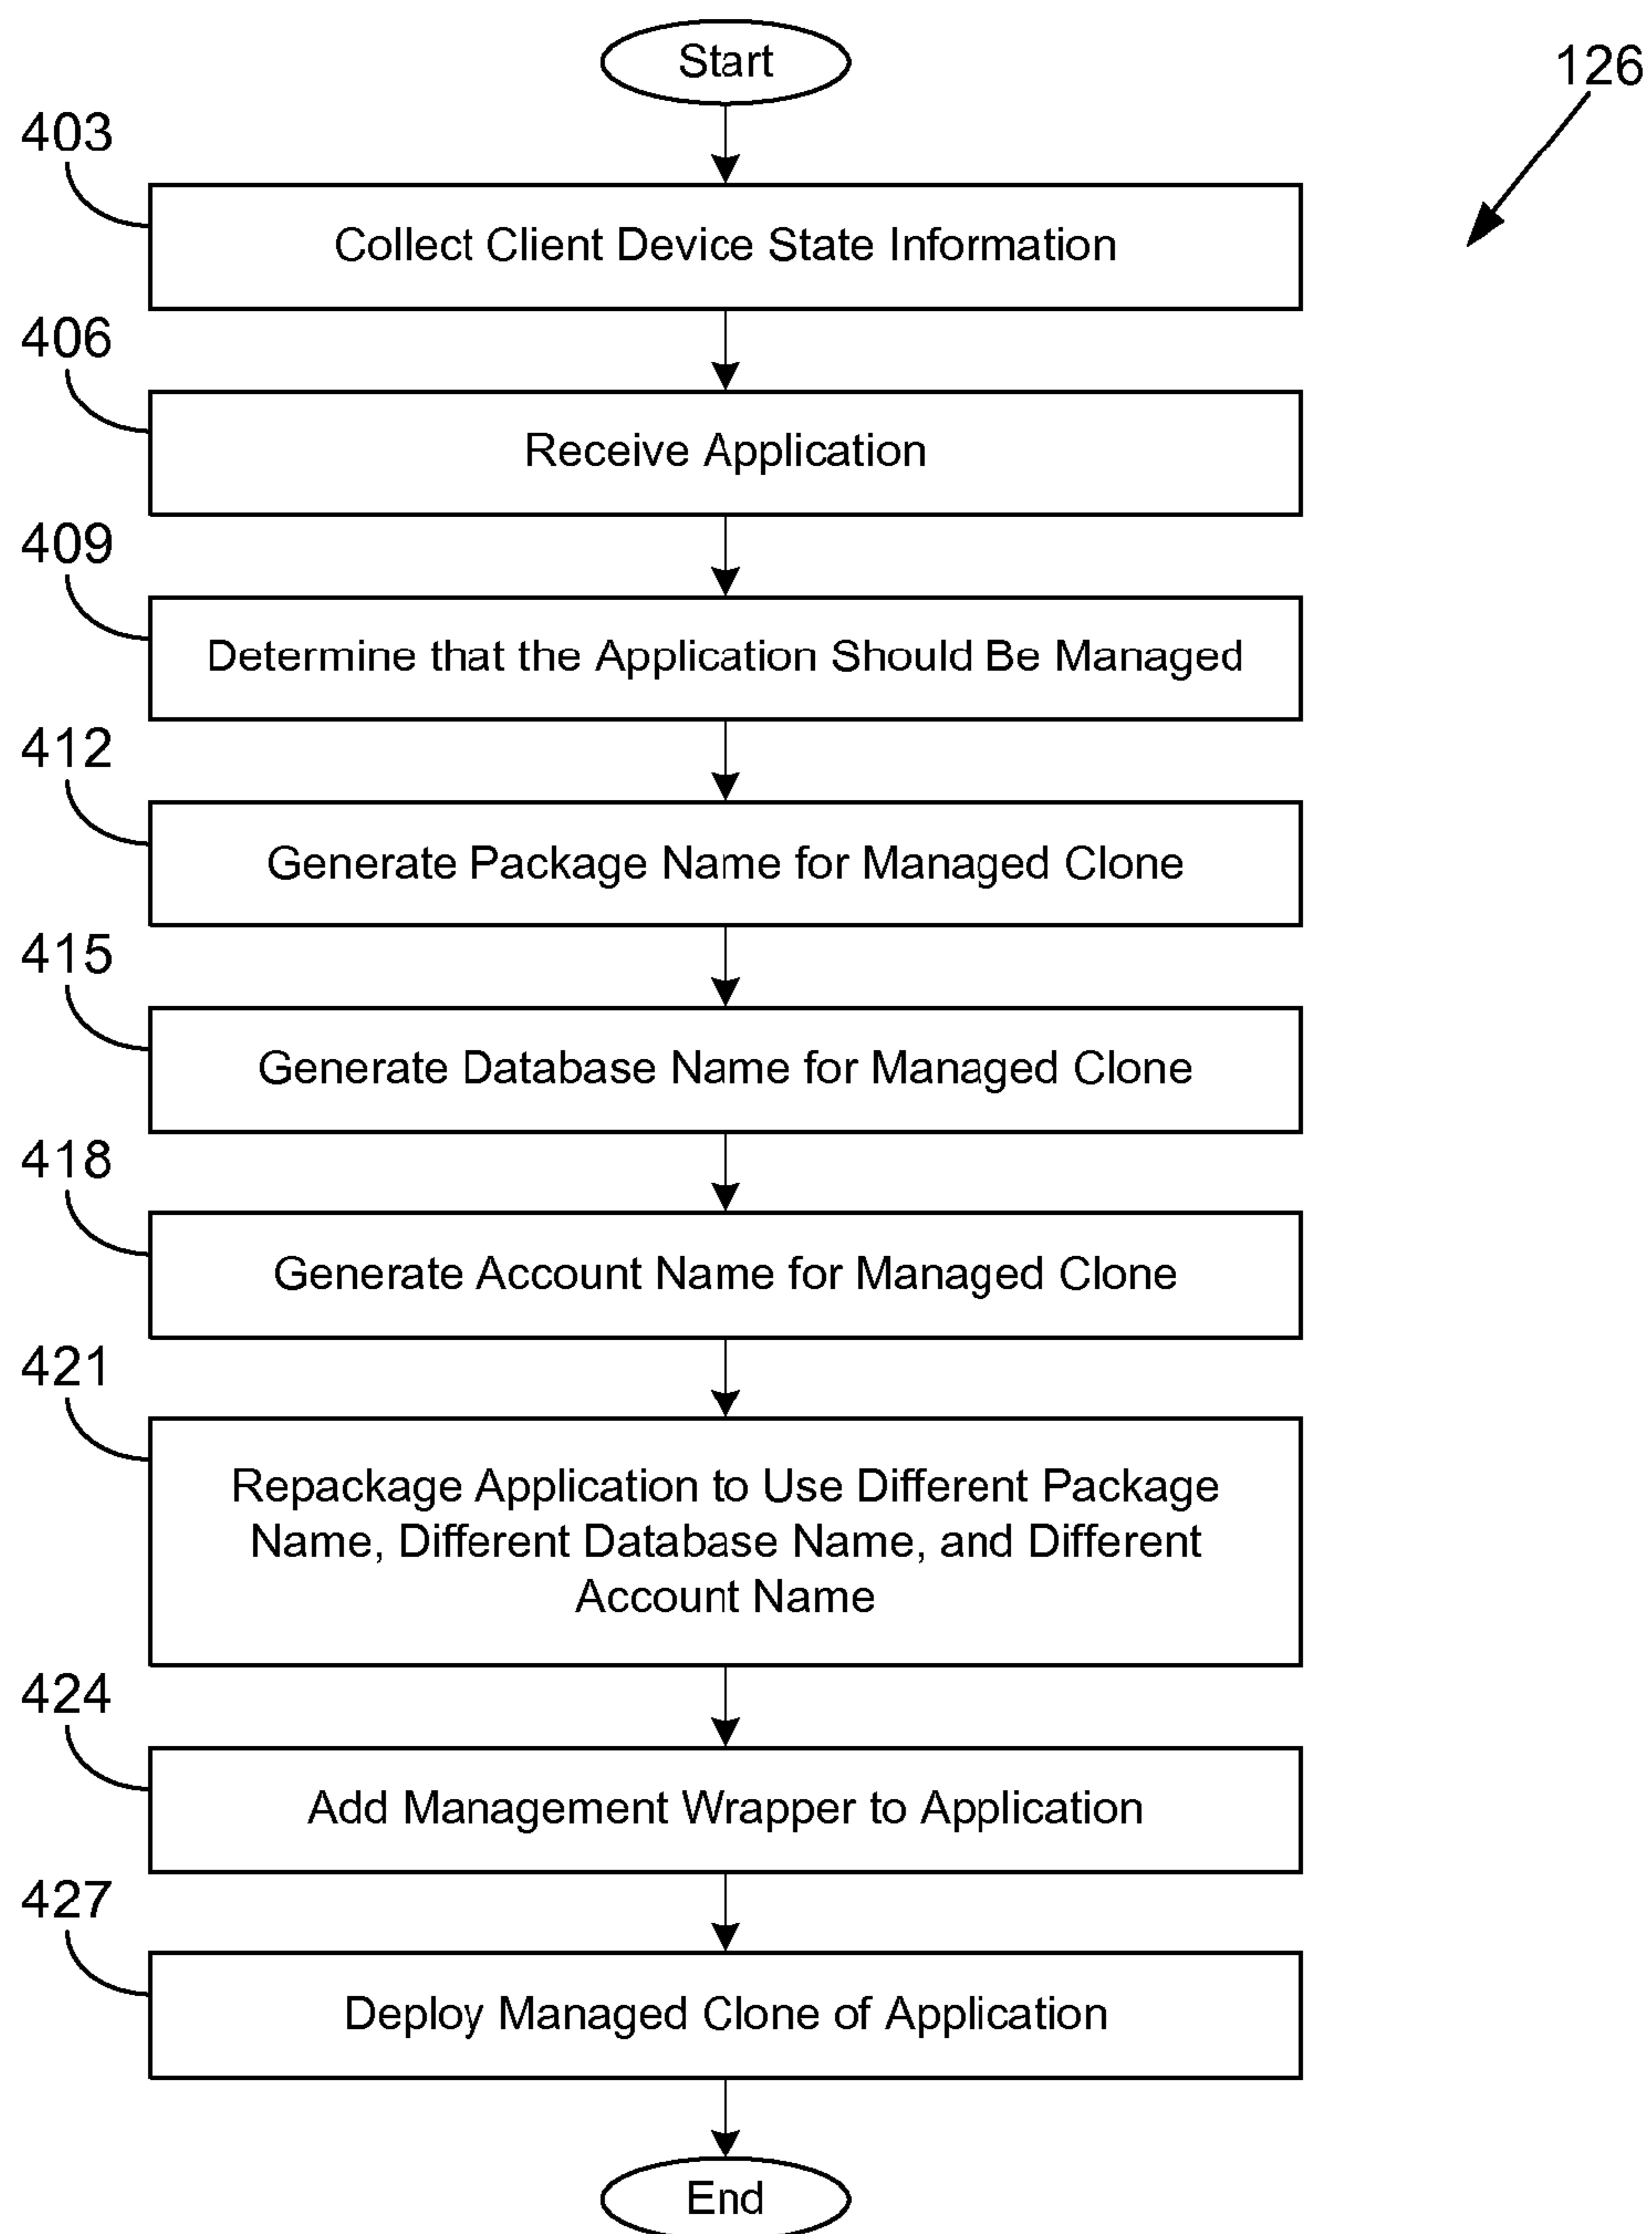 Start
126
403
Collect Client Device State Information
406
Receive Application
409
Determine that the Application Should Be Managed
412
Generate Package Name for Managed Clone
415
Generate Database Name for Managed Clone
418
Generate Account Name for Managed Clone
421
Repackage Application to Use Different Package
Name, Different Database Name, and Different
Account Name
424
Add Management Wrapper to Application
427
Deploy Managed Clone of Application
End